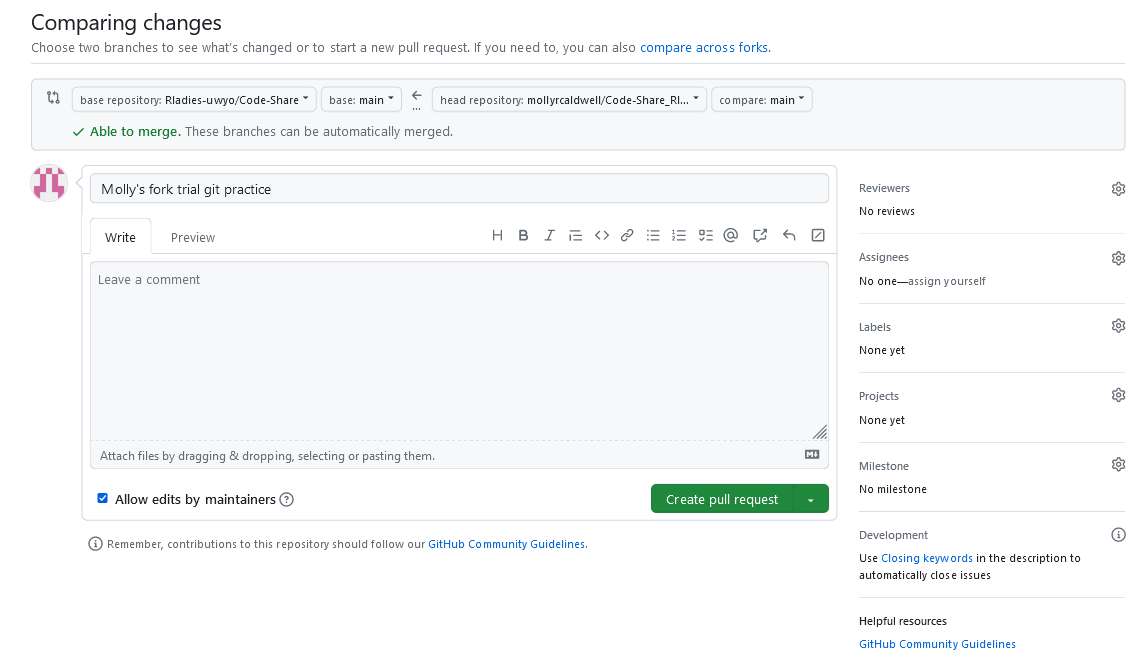 Comparing changes
Choose two branches to see what's changed or to start a new pull request. If you need to, you can also compare across forks.
base repository: Rladies-uwyo/Code-Share base: main ← ... head repository: mollyrcaldwell/Code-Share_Rl... compare: main
✓ Able to merge. These branches can be automatically merged.
Molly's fork trial git practice
Write Preview
Leave a comment
Attach files by dragging & dropping, selecting or pasting them.
Allow edits by maintainers
Create pull request
Remember, contributions to this repository should follow our GitHub Community Guidelines.
Reviewers
No reviews
Assignees
No one—assign yourself
Labels
None yet
Projects
None yet
Milestone
No milestone
Development
Use Closing keywords in the description to
automatically close issues
Helpful resources
GitHub Community Guidelines